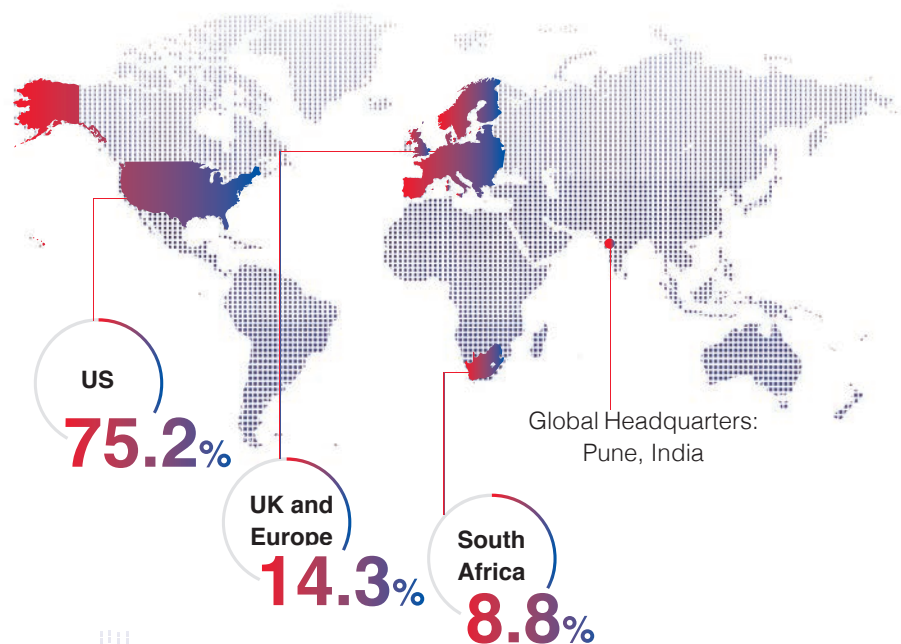 US
75.2%
UK and
Europe
14.3%
South
Africa
8.8%
Global Headquarters:
Pune, India